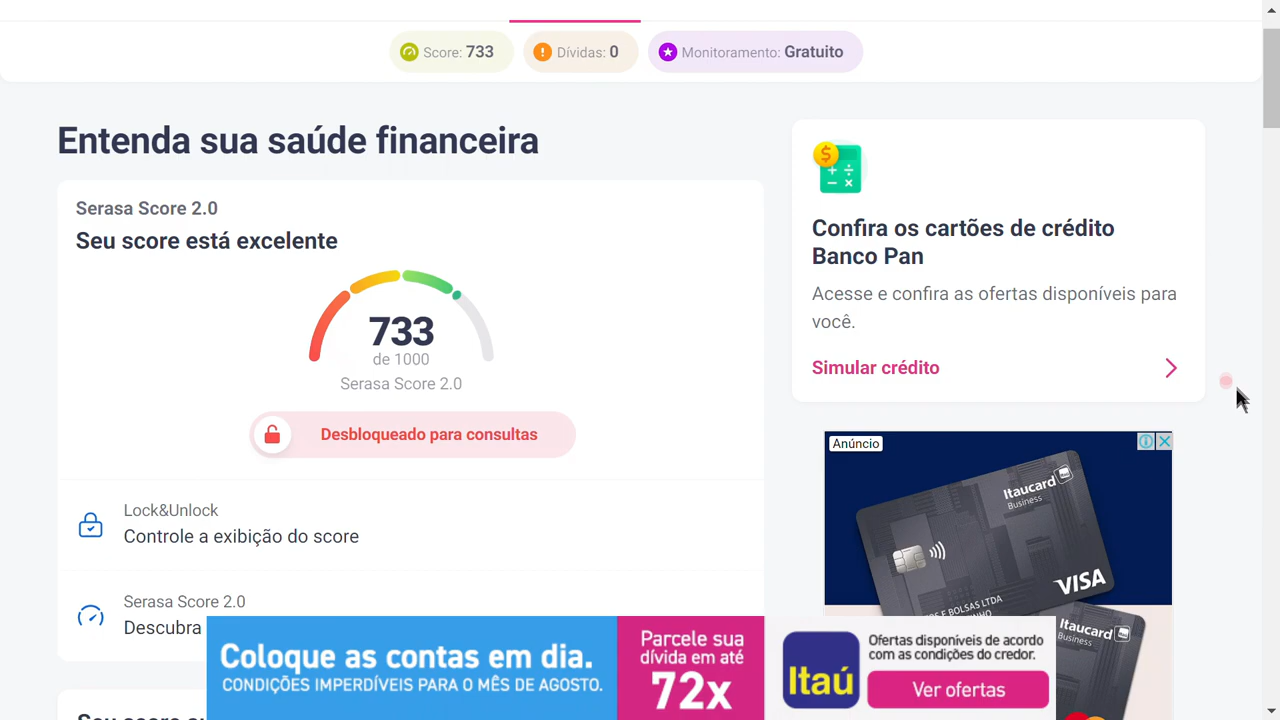 Score: 733
Dívidas: 0
Monitoramento: Gratuito
Entenda sua saúde financeira
Serasa Score 2.0
Seu score está excelente
733
de 1000
Serasa Score 2.0
Desbloqueado para consultas
Lock&Unlock
Controle a exibição do score
Serasa Score 2.0
Descubra
Confira os cartões de crédito
Banco Pan
Acesse e confira as ofertas disponíveis para
você.
Simular crédito
Anúncio
Itaucard
Business
VISA
OS E BOLSAS LTDA
Itaucard
Business
Coloque as contas em dia.
CONDIÇÕES IMPERDÍVEIS PARA O MÊS DE AGOSTO.
Parcele sua
dívida em até
72x
Itaú
Ofertas disponíveis de acordo
com as condições do credor.
Ver ofertas